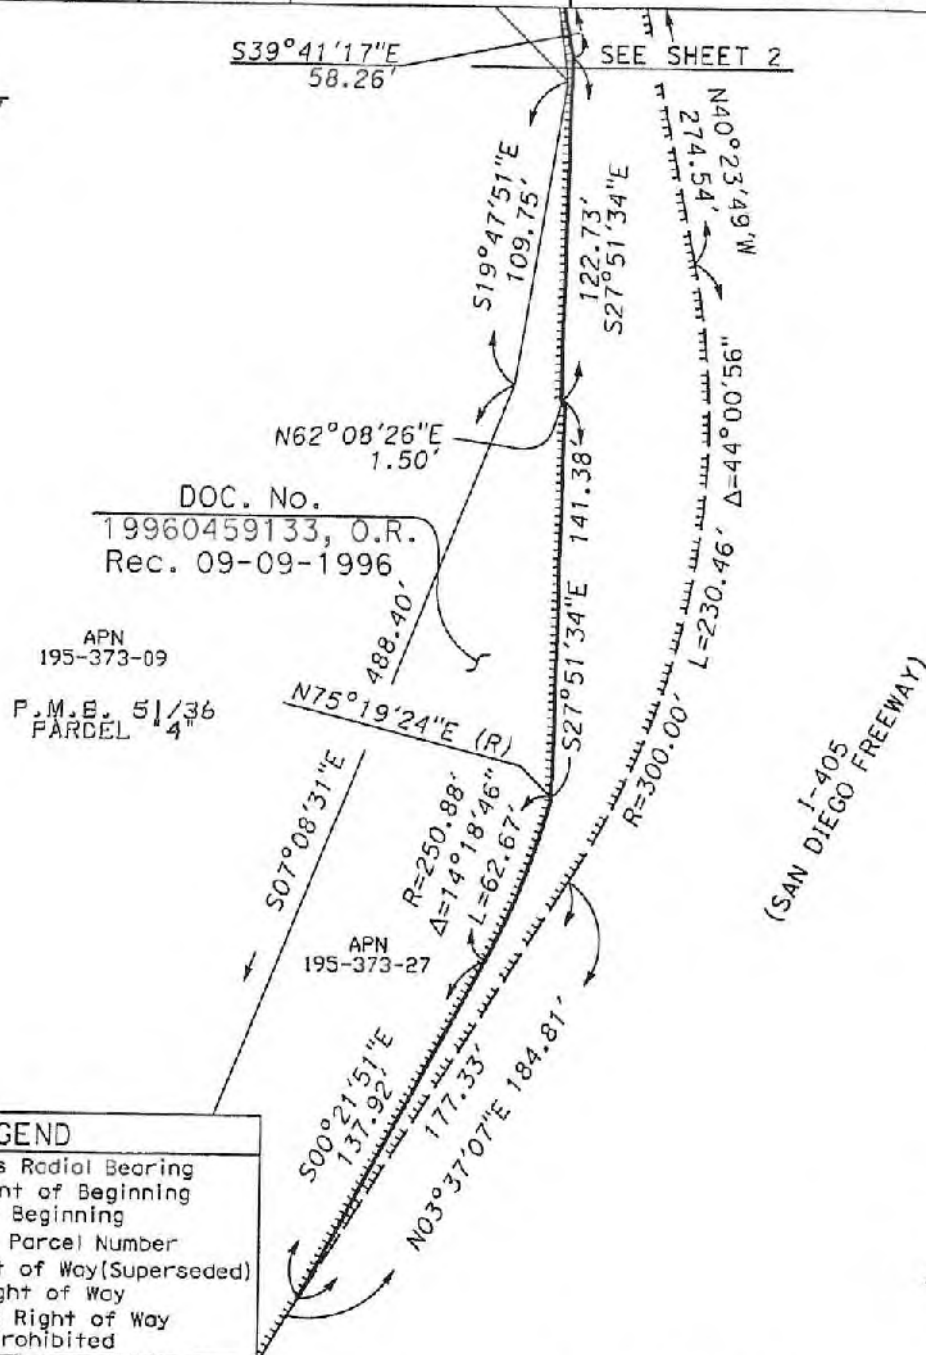 S39°41'17"E
58.26'
SEE SHEET 2
N40°23'49'W
274.54'
S19°47'51"E
109.75'
122.73'
S27°51'34"E
Δ=44°00'56"
N62°08'26"E
1.50'
DOC. No.
19960459133, O.R.
Rec. 09-09-1996
S27°51'34"E 141.38'
L=230.46'
R=300.00'
488.40'
APN
195-373-09
P.M.B. 51/36
PARCEL "4"
N75°19'24"E (R)
S07°08'31"E
R=250.88'
Δ=14°18'46"
L=62.67'
I-405
(SAN DIEGO FREEWAY)
APN
195-373-27
S00°21'51"E
137.92'
177.33'
N03°37'07"E 184.81'
GEND
s Radial Bearing
nt of Beginning
Beginning
Parcel Number
t of Way(Superseded)
ght of Way
Right of Way
rohibited